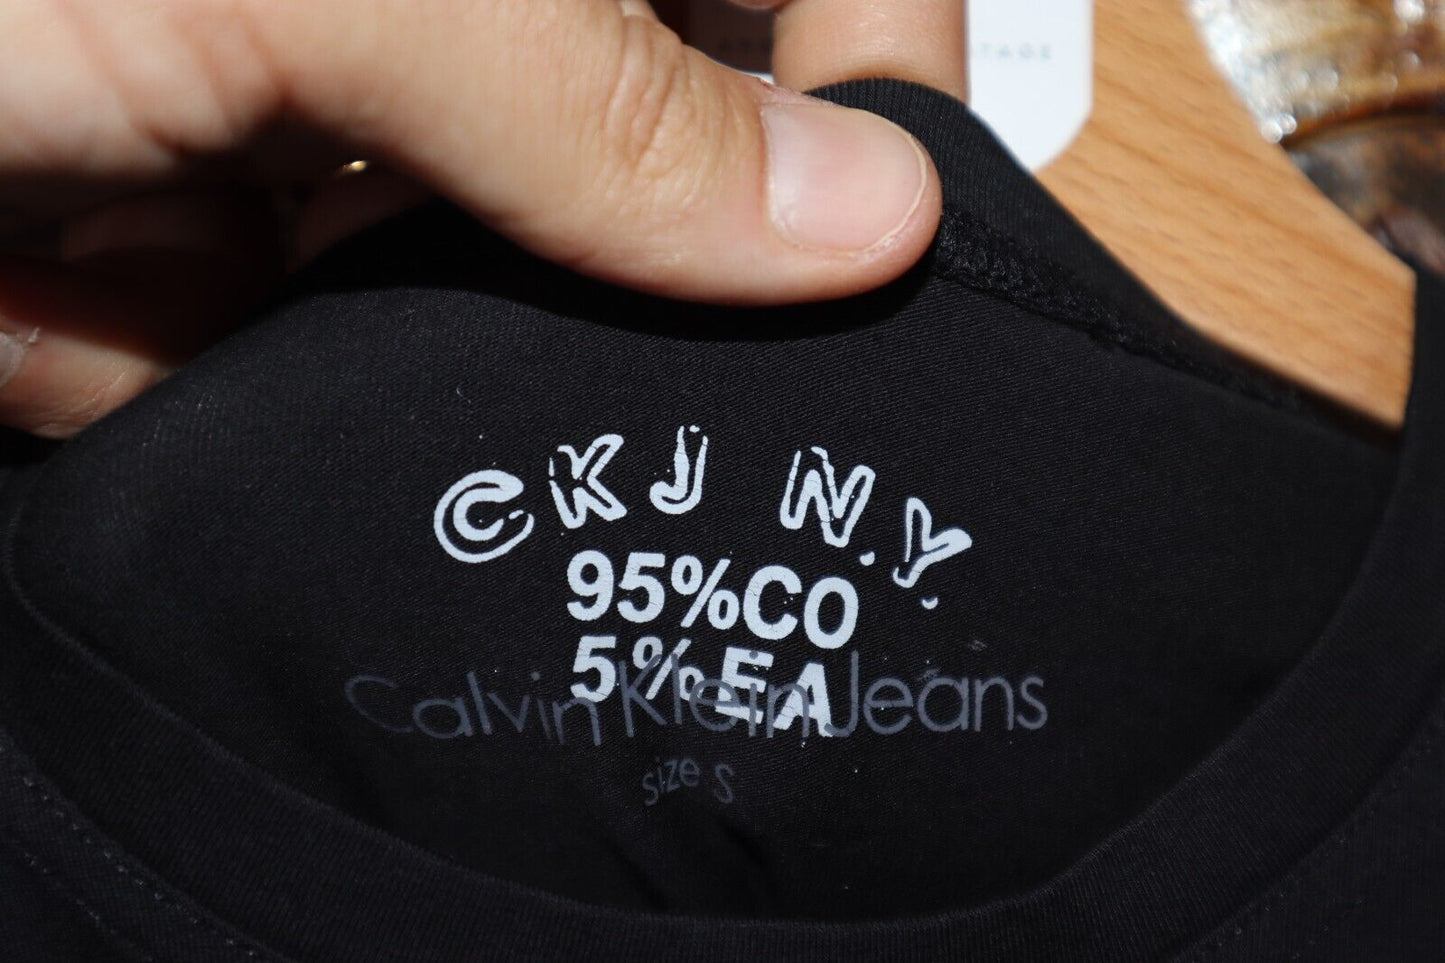 CKJ N.Y.
95%CO
5%EA
Calvin Klein Jeans
size S